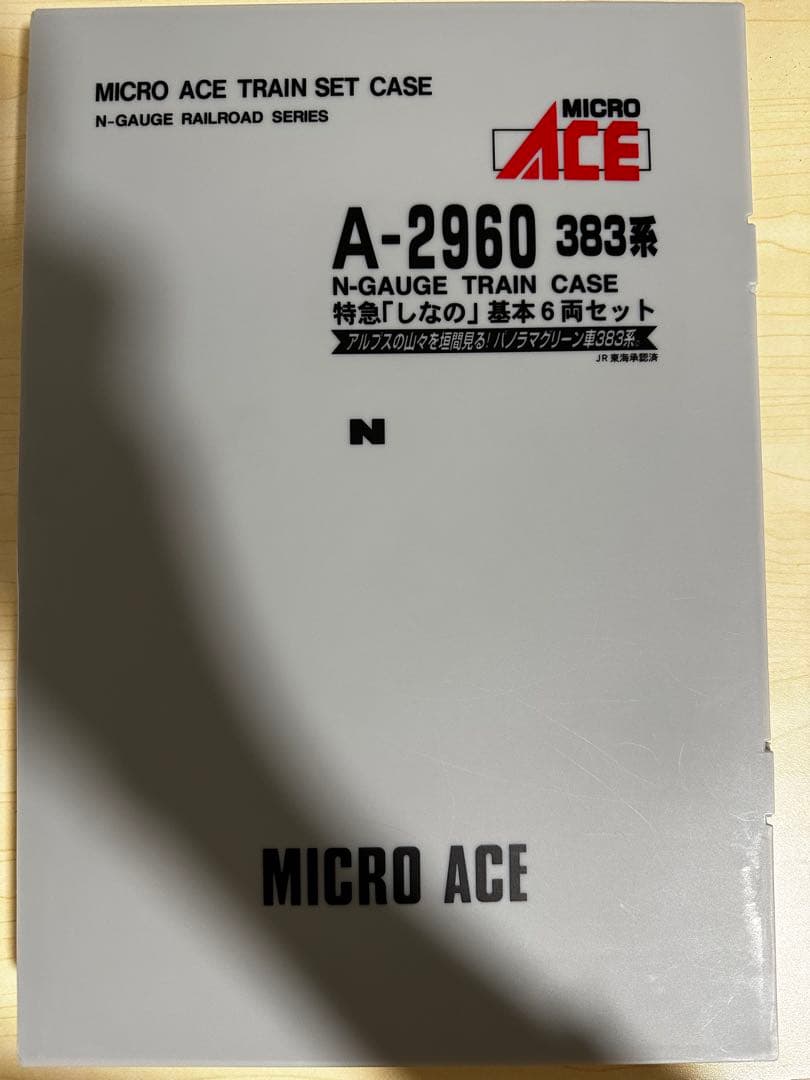 MICRO ACE TRAIN SET CASE
N-GAUGE RAILROAD SERIES
MICRO
ACE
A-2960 383系
N-GAUGE TRAIN CASE
特急「しなの」基本6両セット
アルプスの山々を垣間見る!パノラマグリーン車383系。
JR東海承認済
N
MICRO ACE